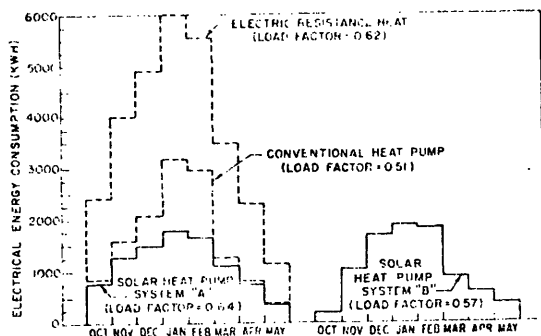 ELECTRICAL ENERGY CONSUMPTION (KWH)
6000
5000
4000
3000
2000
1000
0
ELECTRIC RESISTANCE HEAT
(LOAD FACTOR=0.62)
CONVENTIONAL HEAT PUMP
(LOAD FACTOR=0.51)
SOLAR HEAT PUMP
SYSTEM "A"
(LOAD FACTOR=0.64)
SOLAR
HEAT PUMP
SYSTEM "B"
(LOAD FACTOR=0.57)
OCT NOV DEC JAN FEB MAR APR MAY
OCT NOV DEC JAN FEB MAR APR MAY